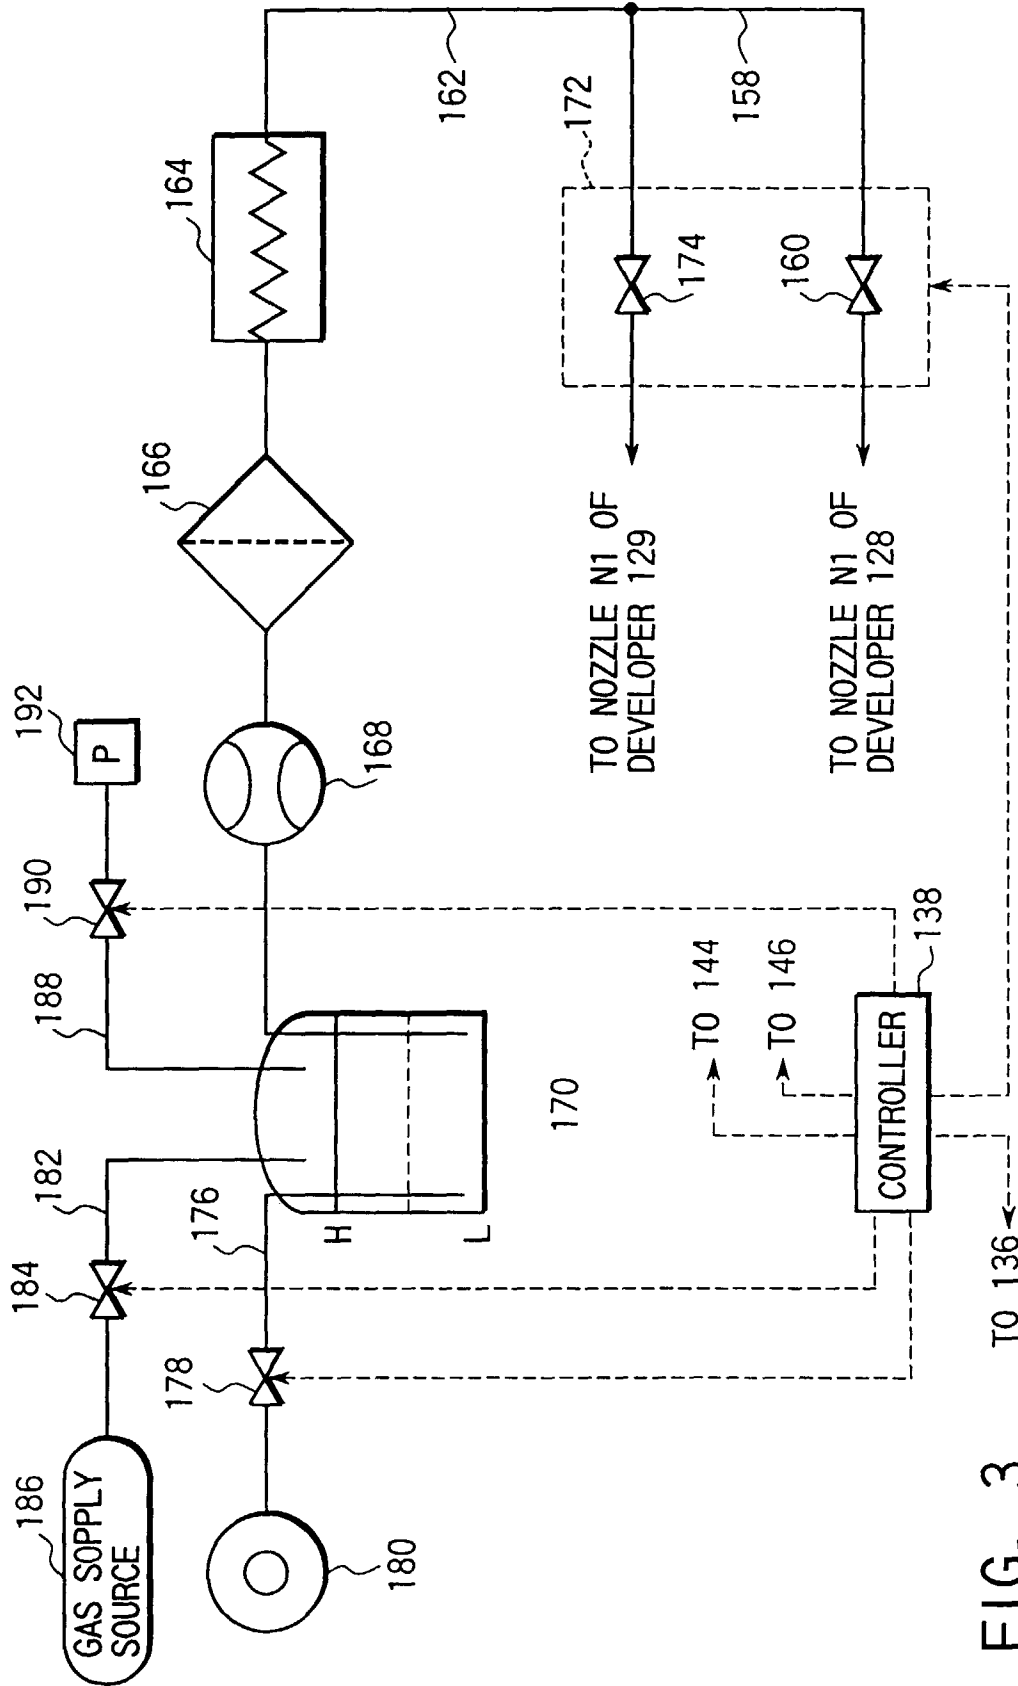 186
GAS SOPPLY
SOURCE
184
182
188
190
192
P
180
178
176
H
L
170
168
166
164
162
172
158
174
160
TO NOZZLE N1 OF
DEVELOPER 129
TO NOZZLE N1 OF
DEVELOPER 128
TO 144
TO 146
138
CONTROLLER
TO 136
FIG. 3